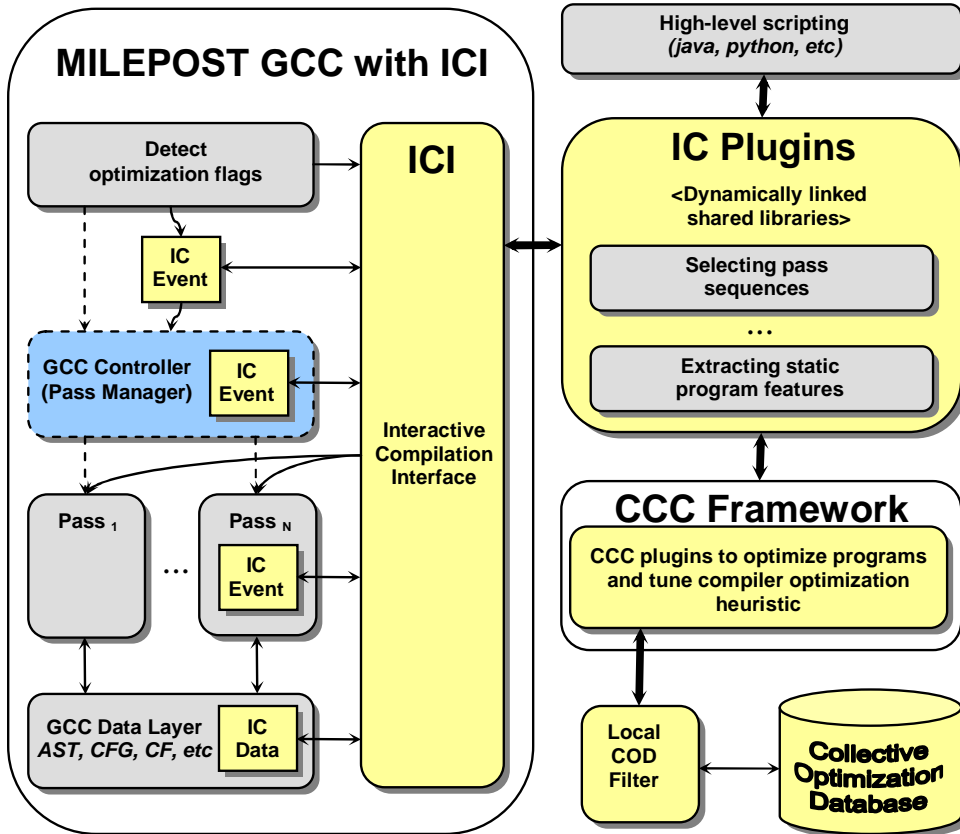 MILEPOST GCC with ICI
Detect
optimization flags
IC
Event
GCC Controller
(Pass Manager)
IC
Event
Pass 1
...
Pass N
IC
Event
GCC Data Layer
AST, CFG, CF, etc
IC
Data
ICI
Interactive
Compilation
Interface
High-level scripting
(java, python, etc)
IC Plugins
<Dynamically linked
shared libraries>
Selecting pass
sequences
...
Extracting static
program features
CCC Framework
CCC plugins to optimize programs
and tune compiler optimization
heuristic
Local
COD
Filter
Collective
Optimization
Database